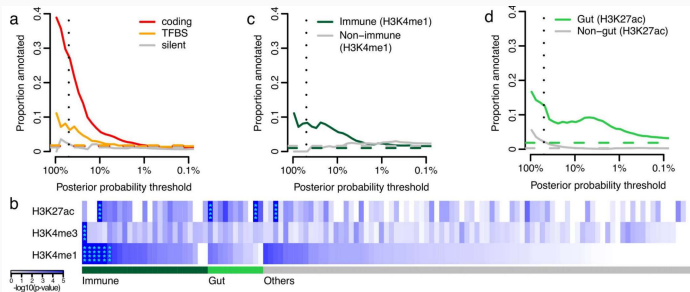 a
coding
TFBS
silent
Proportion annotated
0.4
0.3
0.2
0.1
0
100%
10%
1%
0.1%
Posterior probability threshold
c
Immune (H3K4me1)
Non-immune
(H3K4me1)
Proportion annotated
0.4
0.3
0.2
0.1
0
100%
10%
1%
0.1%
Posterior probability threshold
d
Gut (H3K27ac)
Non-gut (H3K27ac)
Proportion annotated
0.4
0.3
0.2
0.1
0
100%
10%
1%
0.1%
Posterior probability threshold
b
H3K27ac
H3K4me3
H3K4me1
0 1 2 3 4 5
-log10(p-value)
Immune
Gut
Others